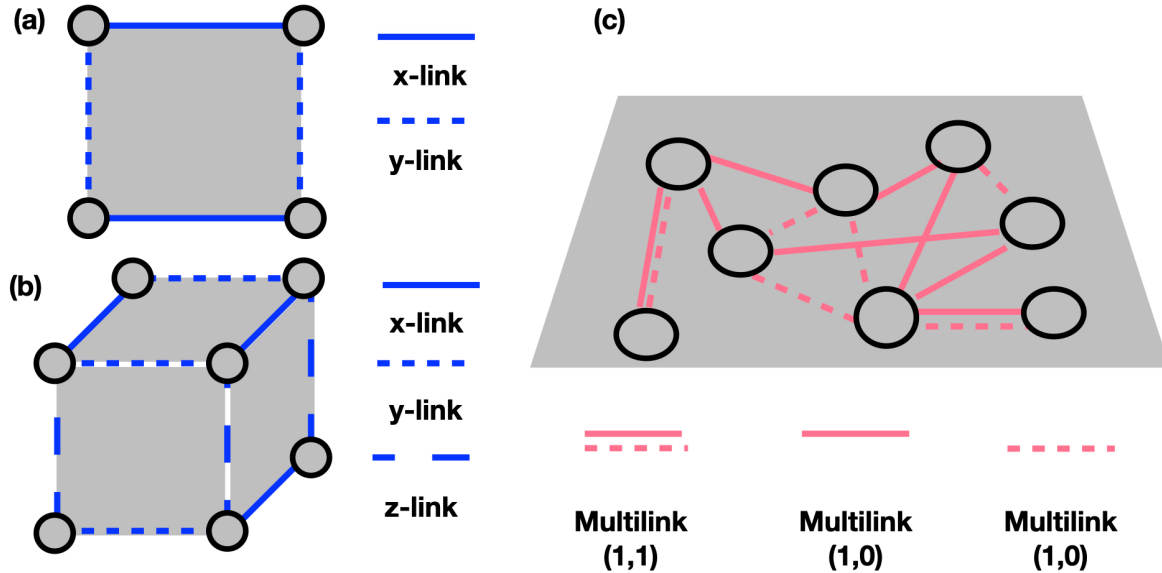 (a)
x-link
y-link
(b)
x-link
y-link
z-link
(c)
Multilink
(1,1)
Multilink
(1,0)
Multilink
(1,0)